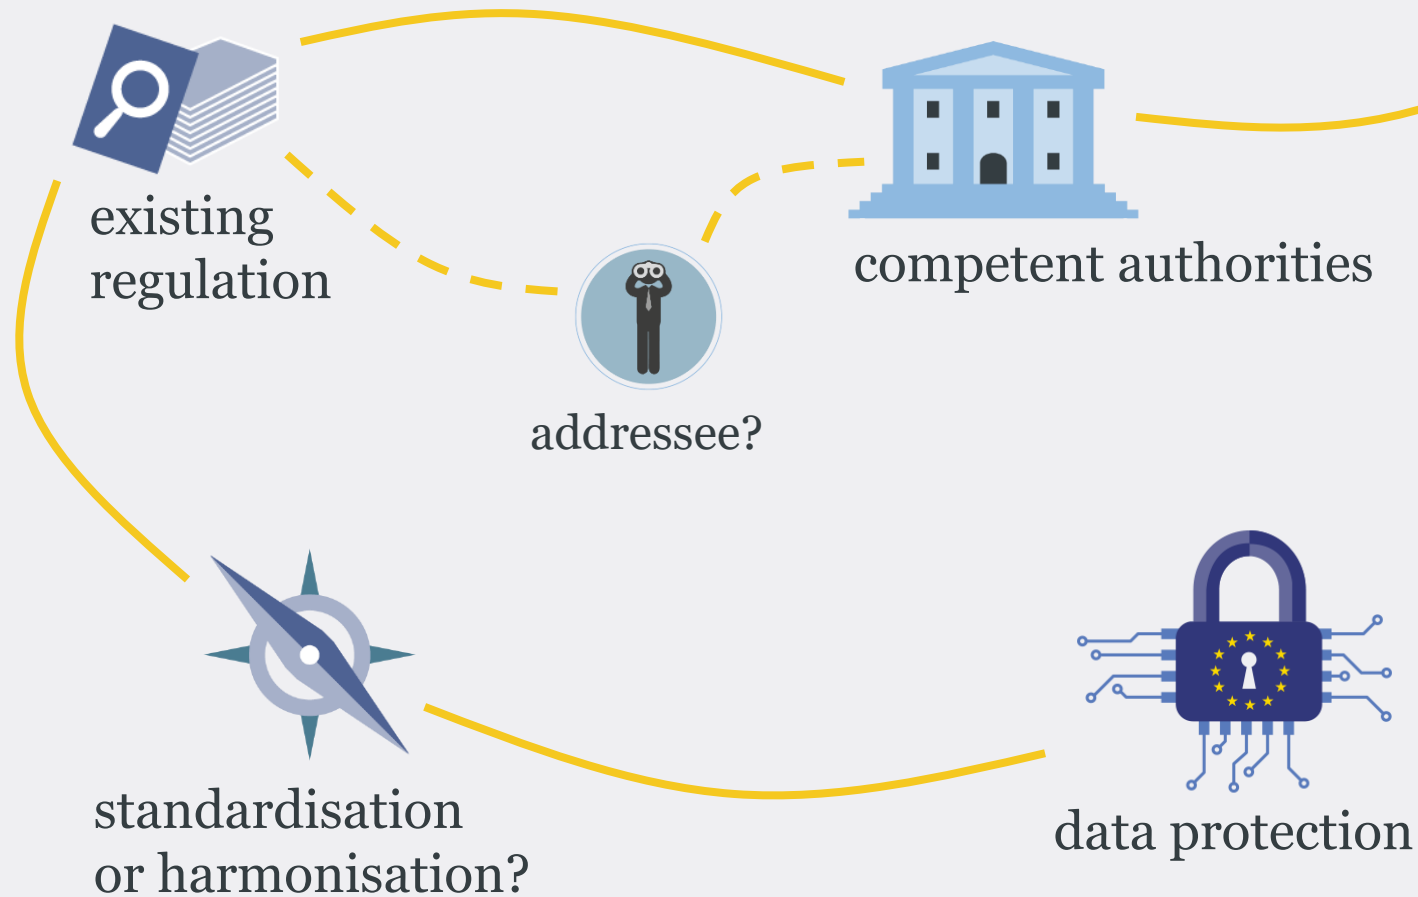 existing
regulation
competent authorities
addressee?
standardisation
or harmonisation?
data protection